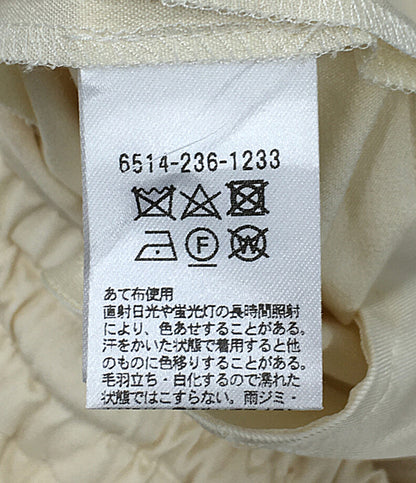 6514-236-1233
F W
あて布使用
直射日光や蛍光灯の長時間照射
により、色あせすることがある。
汗をかいた状態で着用すると他
のものに色移りすることがある。
毛羽立ち・白化するので濡れた
状態ではこすらない。雨ジミ・